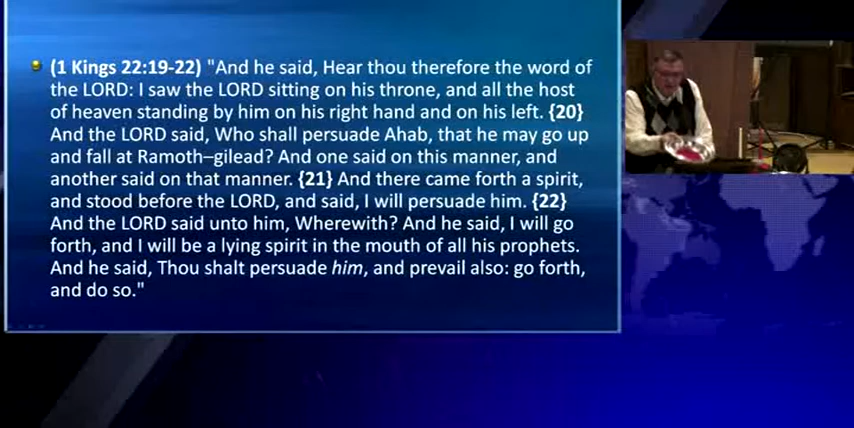 (1 Kings 22:19-22) "And he said, Hear thou therefore the word of
the LORD: I saw the LORD sitting on his throne, and all the host
of heaven standing by him on his right hand and on his left. {20}
And the LORD said, Who shall persuade Ahab, that he may go up
and fall at Ramoth–gilead? And one said on this manner, and
another said on that manner. {21} And there came forth a spirit,
and stood before the LORD, and said, I will persuade him. {22}
And the LORD said unto him, Wherewith? And he said, I will go
forth, and I will be a lying spirit in the mouth of all his prophets.
And he said, Thou shalt persuade him, and prevail also: go forth,
and do so."